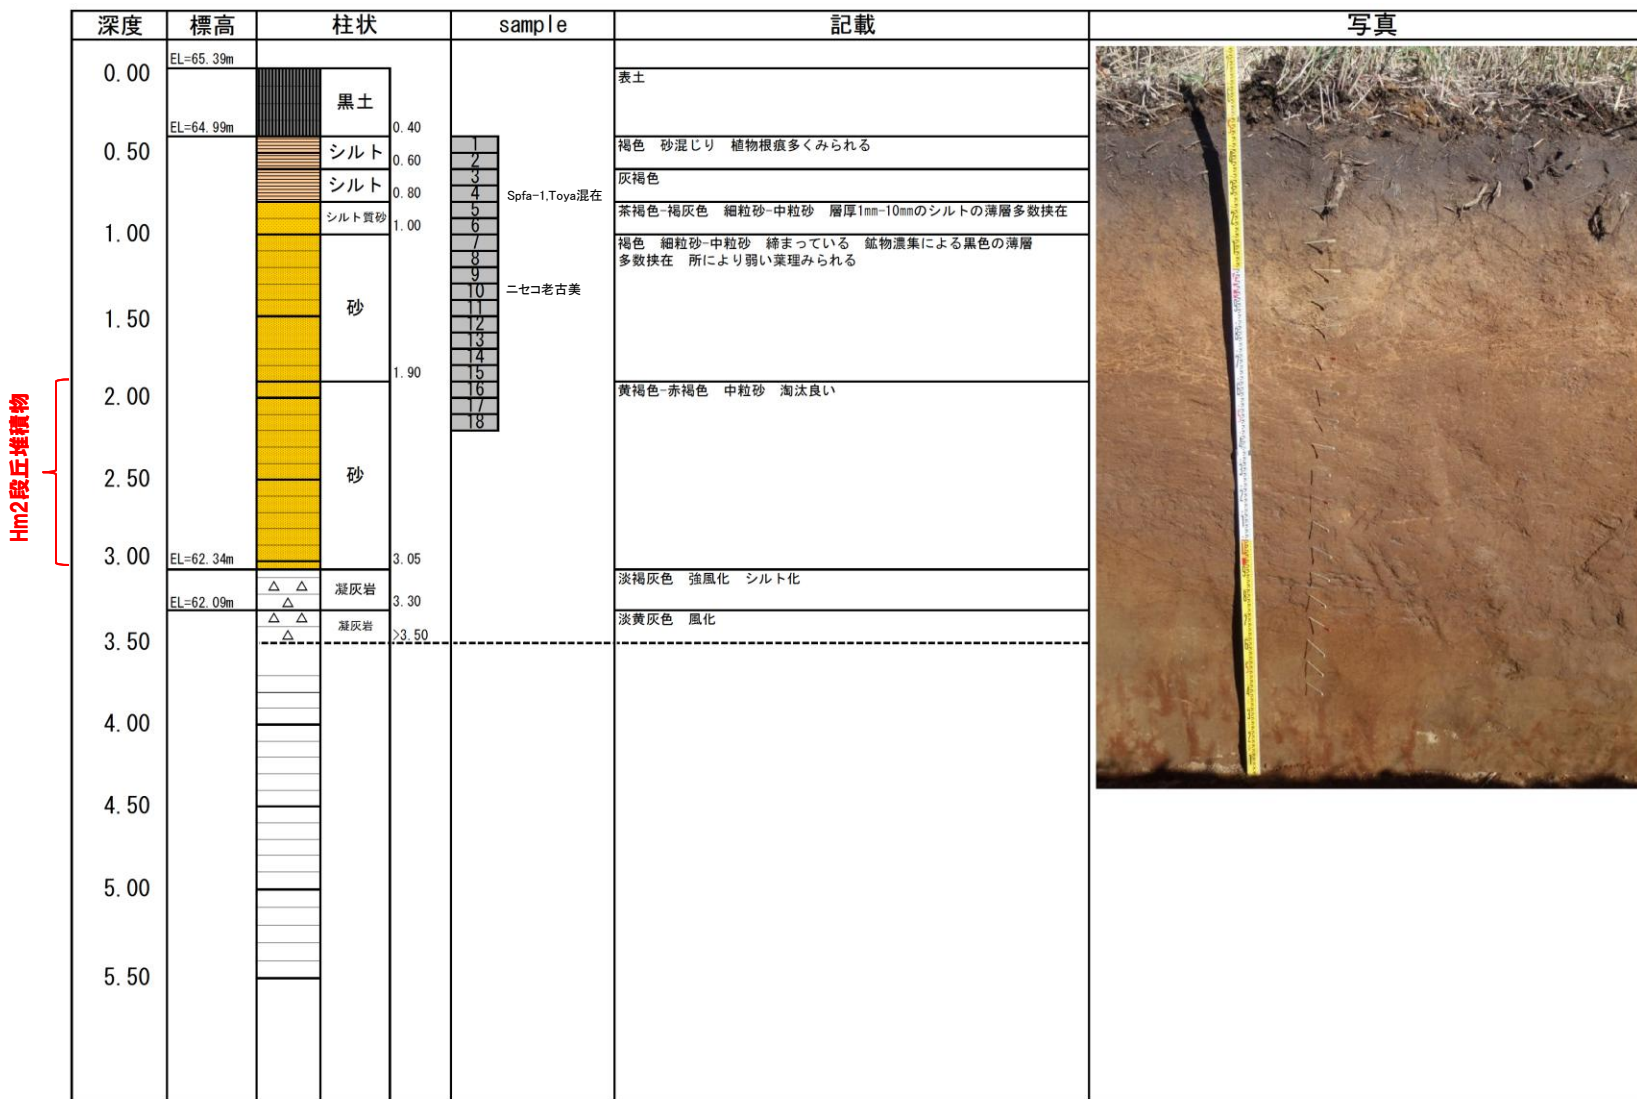 深度 標高 柱状 sample 記載 写真
EL=65.39m
0.00 黒土 表土
EL=64.99m 0.40
0.50 シルト 0.60 1 2 褐色 砂混じり 植物根痕多くみられる
シルト 0.80 3 4 Spfa-1,Toya混在 灰褐色
シルト質砂 1.00 5 6 茶褐色-褐灰色 細粒砂-中粒砂 層厚1mm-10mmのシルトの薄層多数挟在
1.00 7 褐色 細粒砂-中粒砂 締まっている 鉱物濃集による黒色の薄層
8 多数挟在 所により弱い葉理みられる
9
10 ニセコ老古美
砂 11
1.50 12
13
14
1.90 15
2.00 16 黄褐色-赤褐色 中粒砂 淘汰良い
17
18
Hm2段丘堆積物
2.50 砂
3.00 EL=62.34m 3.05
凝灰岩 淡褐灰色 強風化 シルト化
EL=62.09m 3.30
凝灰岩 淡黄灰色 風化
3.50 >3.50
4.00
4.50
5.00
5.50